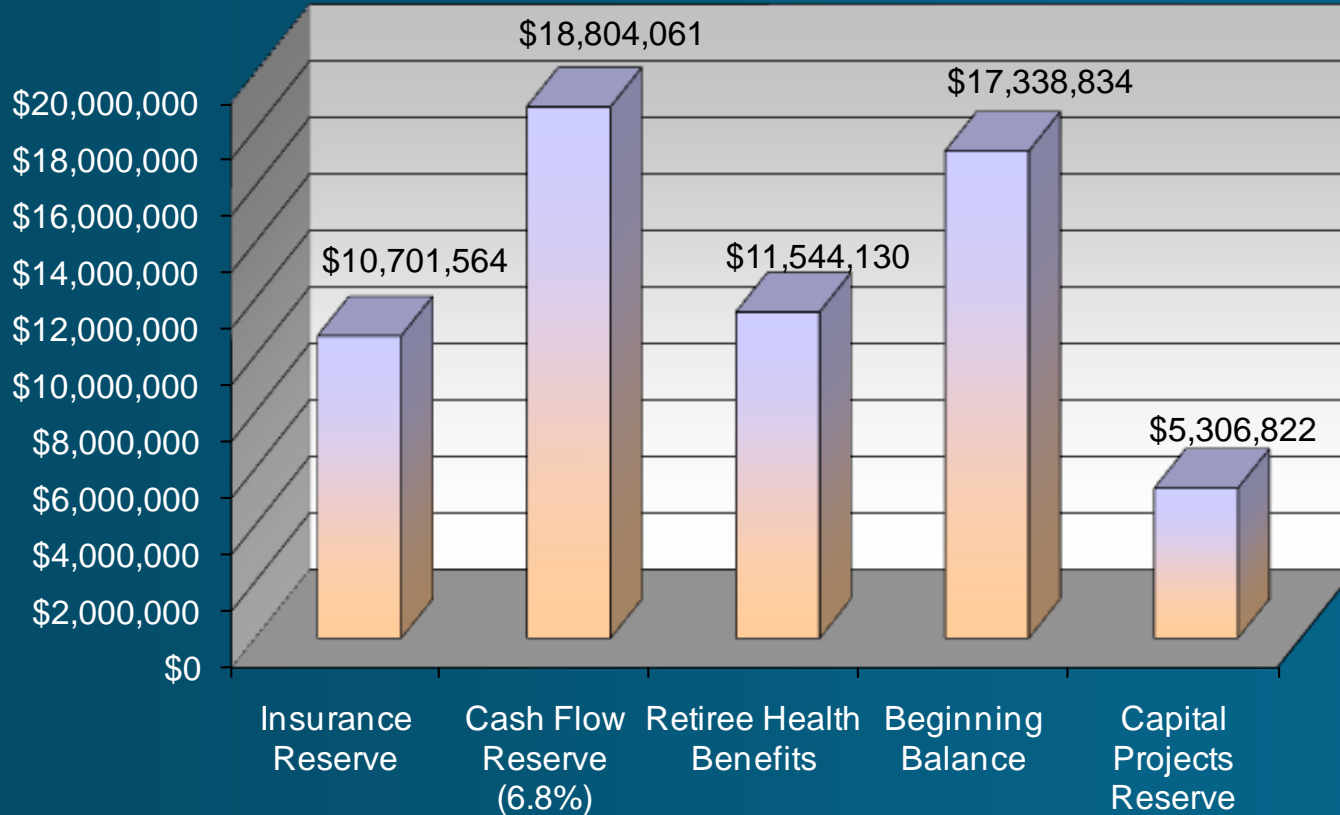 $18,804,061
$17,338,834
$10,701,564
$11,544,130
$5,306,822
$20,000,000
$18,000,000
$16,000,000
$14,000,000
$12,000,000
$10,000,000
$8,000,000
$6,000,000
$4,000,000
$2,000,000
$0
Insurance
Reserve
Cash Flow
Reserve
(6.8%)
Retiree Health
Benefits
Beginning
Balance
Capital
Projects
Reserve